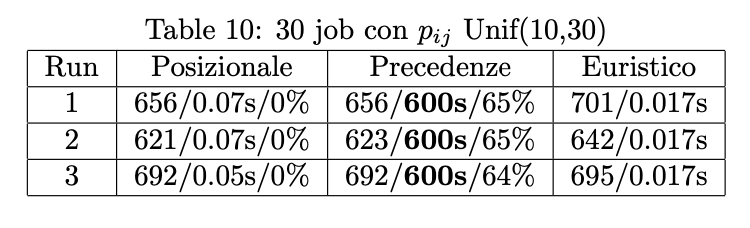 Table 10: 30 job con p_{ij} Unif(10,30)
Run Posizionale Precedenze Euristico
1 656/0.07s/0% 656/600s/65% 701/0.017s
2 621/0.07s/0% 623/600s/65% 642/0.017s
3 692/0.05s/0% 692/600s/64% 695/0.017s